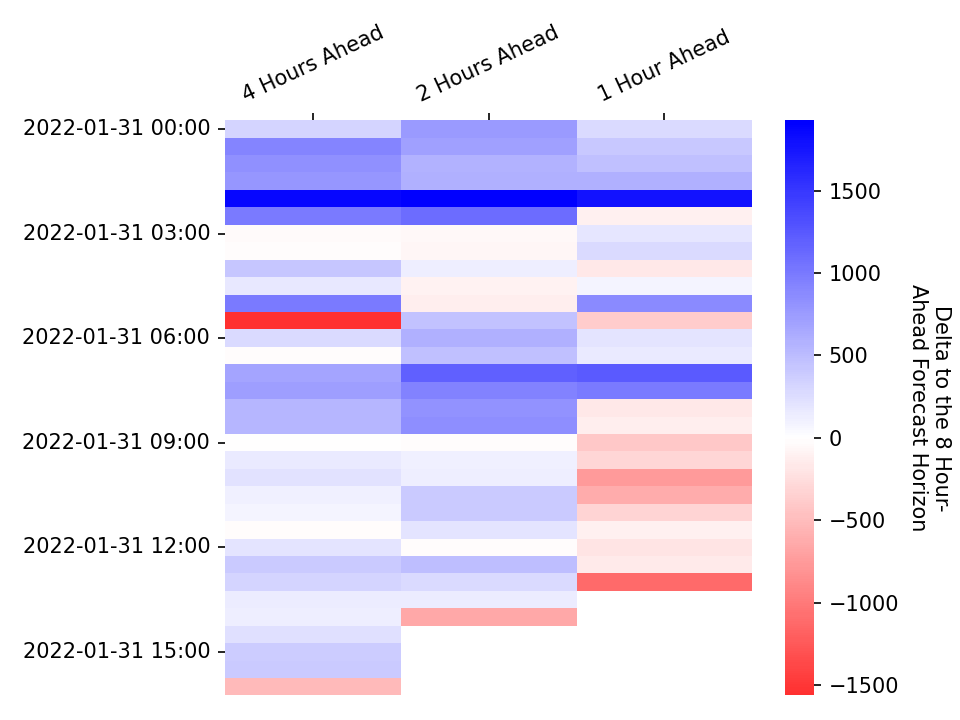 4 Hours Ahead
2 Hours Ahead
1 Hour Ahead
2022-01-31 00:00
2022-01-31 03:00
2022-01-31 06:00
2022-01-31 09:00
2022-01-31 12:00
2022-01-31 15:00
1500
1000
500
0
−500
−1000
−1500
Delta to the 8 Hour-
Ahead Forecast Horizon